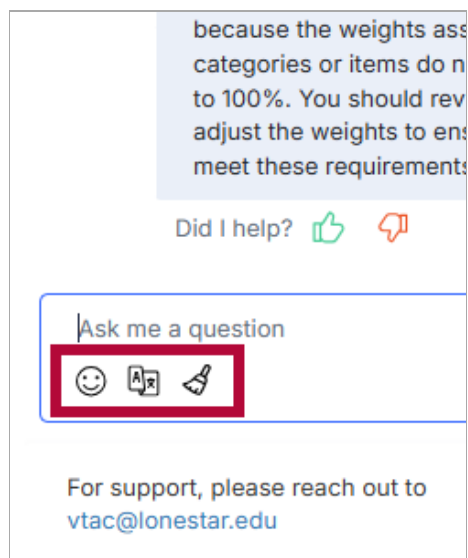 because the weights ass
categories or items do n
to 100%. You should rev
adjust the weights to ens
meet these requirements
Did I help?
Ask me a question
For support, please reach out to
vtac@lonestar.edu